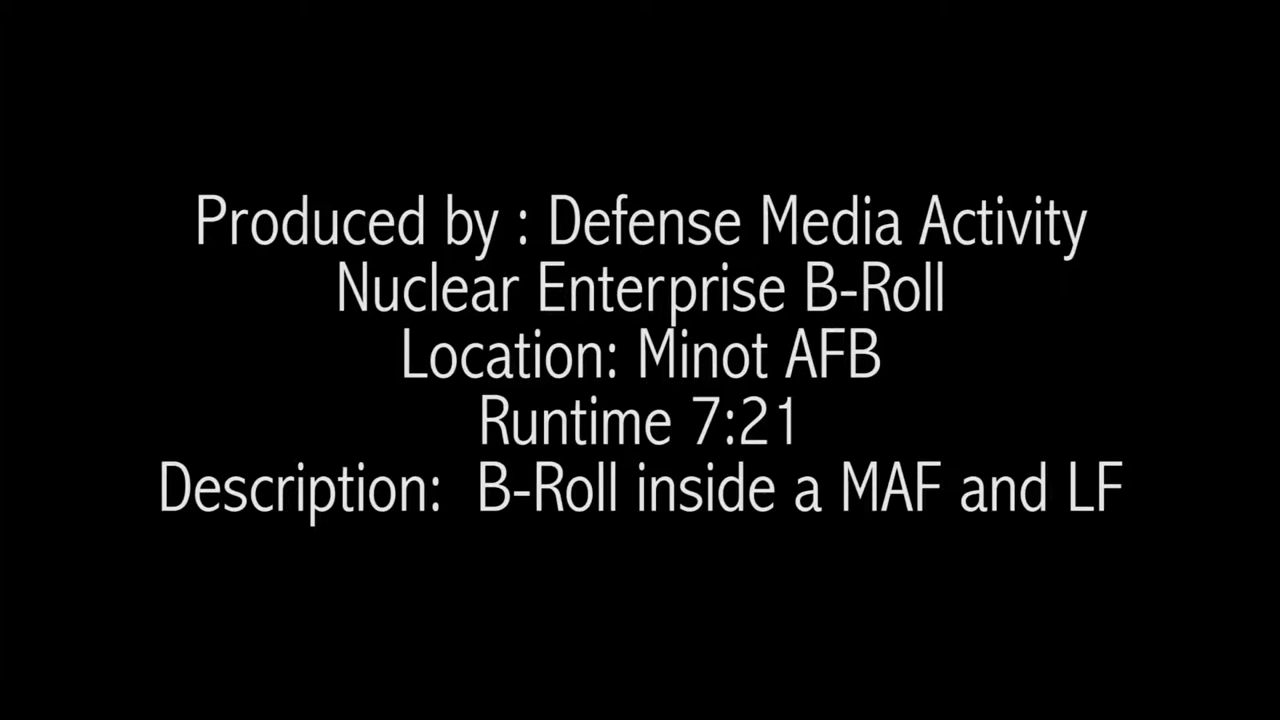 Produced by : Defense Media Activity
Nuclear Enterprise B-Roll
Location: Minot AFB
Runtime 7:21
Description:  B-Roll inside a MAF and LF